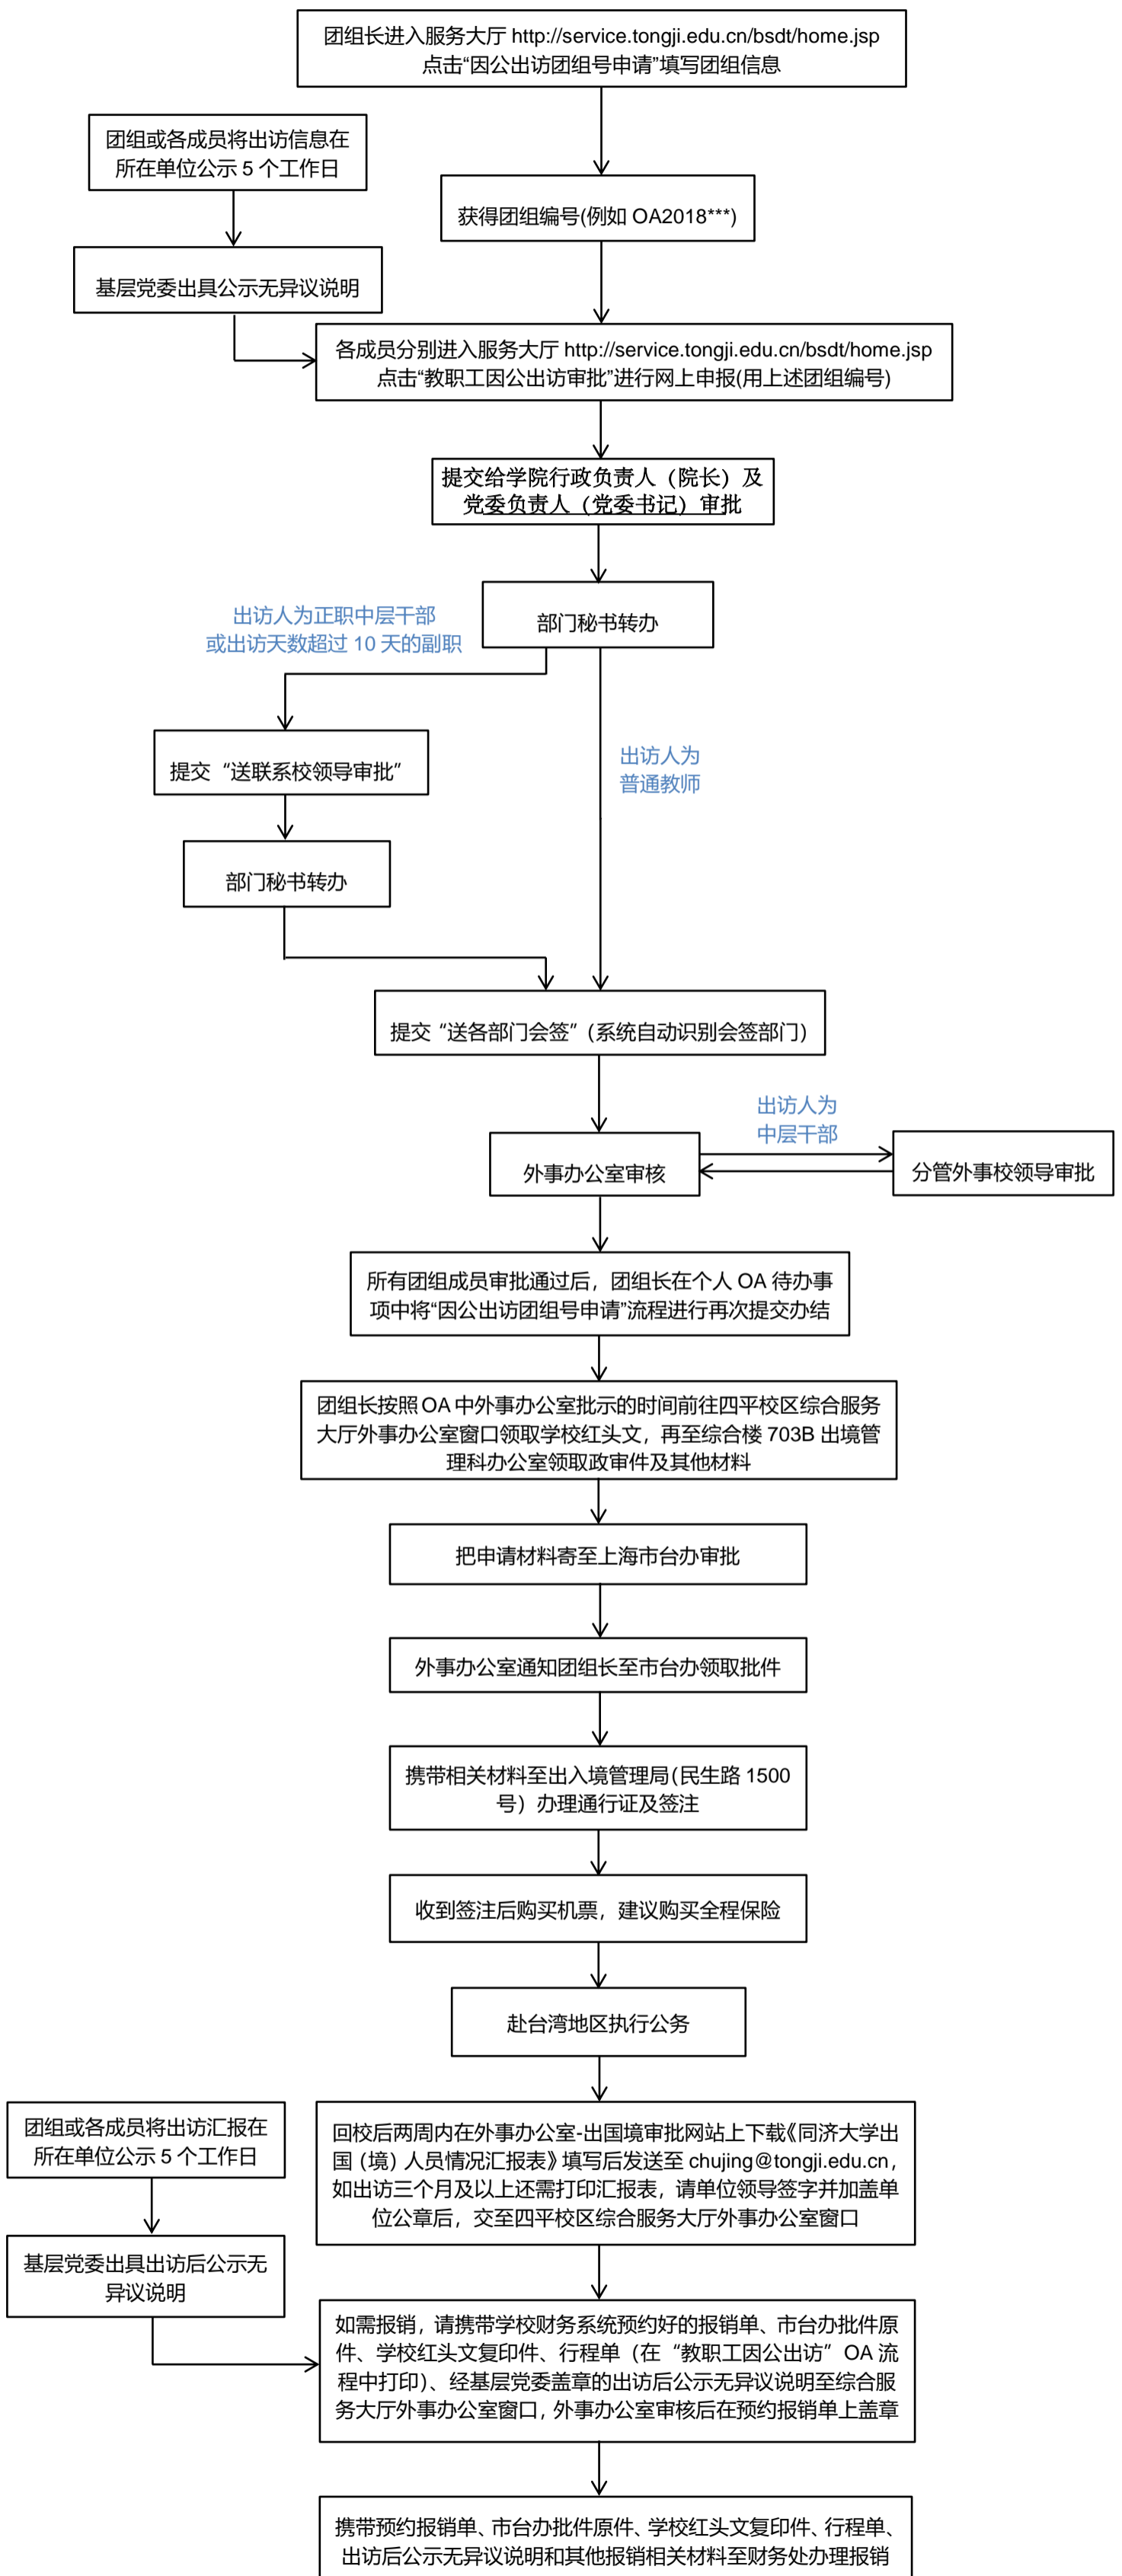 团组长进入服务大厅 http://service.tongji.edu.cn/bsdt/home.jsp
点击“因公出访团组号申请”填写团组信息
团组或各成员将出访信息在
所在单位公示 5 个工作日
获得团组编号(例如 OA2018***)
基层党委出具公示无异议说明
各成员分别进入服务大厅 http://service.tongji.edu.cn/bsdt/home.jsp
点击“教职工因公出访审批”进行网上申报(用上述团组编号)
提交给学院行政负责人（院长）及
党委负责人（党委书记）审批
部门秘书转办
出访人为正职中层干部
或出访天数超过 10 天的副职
提交“送联系校领导审批”
出访人为
普通教师
部门秘书转办
提交“送各部门会签”（系统自动识别会签部门）
出访人为
中层干部
外事办公室审核
分管外事校领导审批
所有团组成员审批通过后，团组长在个人 OA 待办事
项中将“因公出访团组号申请”流程进行再次提交办结
团组长按照 OA 中外事办公室批示的时间前往四平校区综合服务
大厅外事办公室窗口领取学校红头文，再至综合楼 703B 出境管
理科办公室领取政审件及其他材料
把申请材料寄至上海市台办审批
外事办公室通知团组长至市台办领取批件
携带相关材料至出入境管理局（民生路 1500
号）办理通行证及签注
收到签注后购买机票，建议购买全程保险
赴台湾地区执行公务
团组或各成员将出访汇报在
所在单位公示 5 个工作日
回校后两周内在外事办公室-出国境审批网站上下载《同济大学出
国（境）人员情况汇报表》填写后发送至 chujing@tongji.edu.cn，
如出访三个月及以上还需打印汇报表，请单位领导签字并加盖单
位公章后，交至四平校区综合服务大厅外事办公室窗口
基层党委出具出访后公示无
异议说明
如需报销，请携带学校财务系统预约好的报销单、市台办批件原
件、学校红头文复印件、行程单（在“教职工因公出访”OA 流
程中打印）、经基层党委盖章的出访后公示无异议说明至综合服
务大厅外事办公室窗口，外事办公室审核后在预约报销单上盖章
携带预约报销单、市台办批件原件、学校红头文复印件、行程单、
出访后公示无异议说明和其他报销相关材料至财务处办理报销